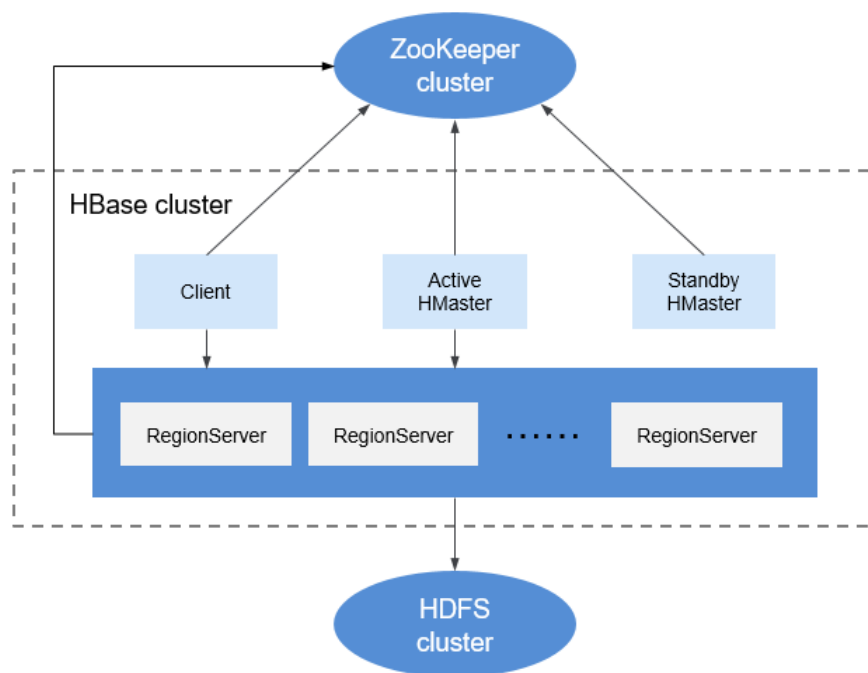 ZooKeeper
cluster
HBase cluster
Client
Active
HMaster
Standby
HMaster
RegionServer
RegionServer
......
RegionServer
HDFS
cluster